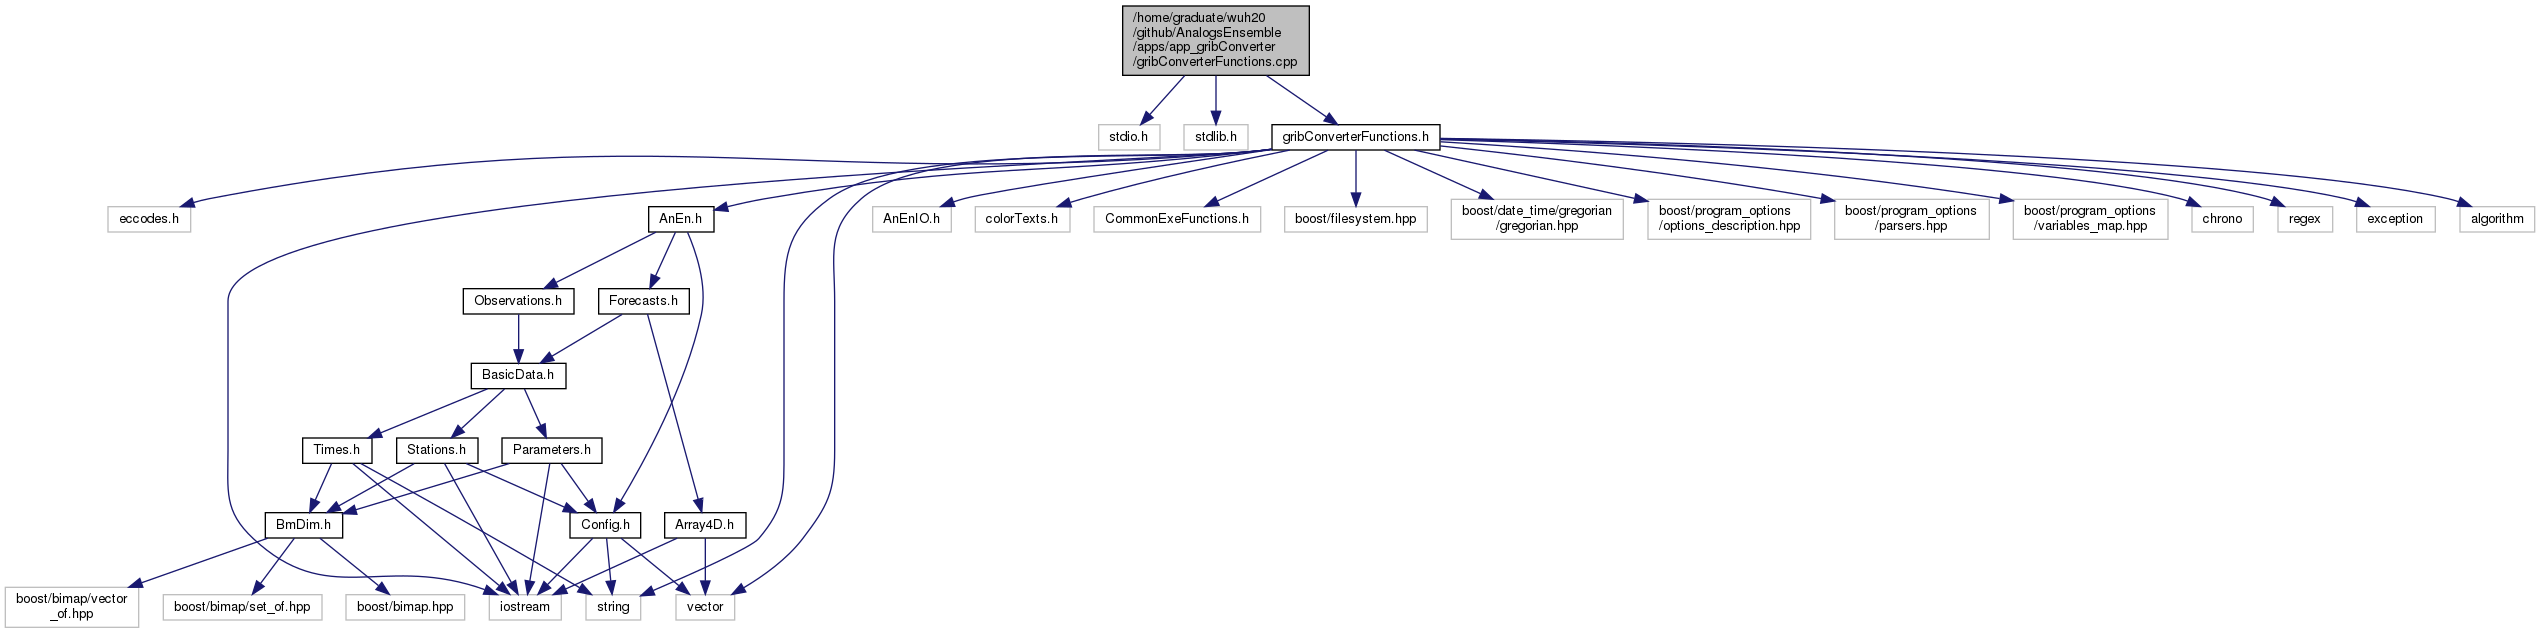 /home/graduate/wuh20
/github/AnalogsEnsemble
/apps/app_gribConverter
/gribConverterFunctions.cpp
stdio.h
stdlib.h
gribConverterFunctions.h
eccodes.h
AnEn.h
AnEnIO.h
colorTexts.h
CommonExeFunctions.h
boost/filesystem.hpp
boost/date_time/gregorian
/gregorian.hpp
boost/program_options
/options_description.hpp
boost/program_options
/parsers.hpp
boost/program_options
/variables_map.hpp
chrono
regex
exception
algorithm
Observations.h
Forecasts.h
BasicData.h
Times.h
Stations.h
Parameters.h
BmDim.h
Config.h
Array4D.h
boost/bimap/vector
_of.hpp
boost/bimap/set_of.hpp
boost/bimap.hpp
iostream
string
vector